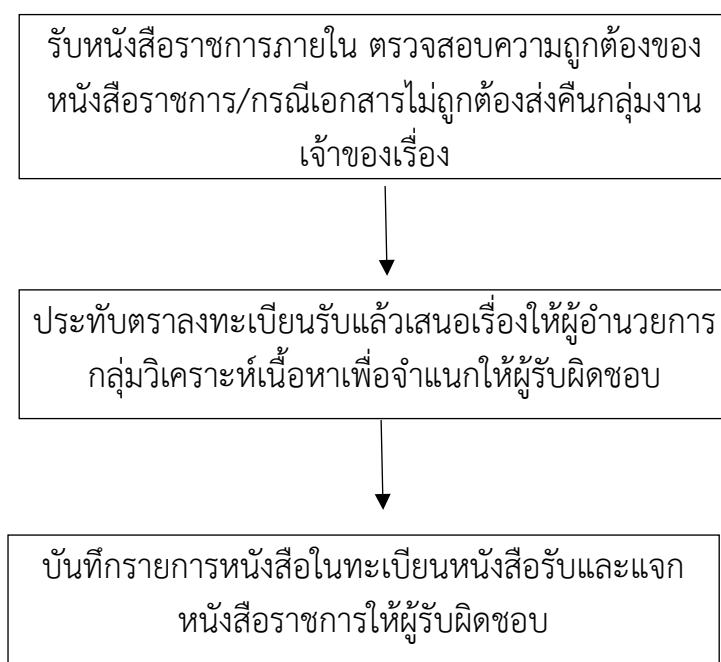 รับหนังสือราชการภายใน ตรวจสอบความถูกต้องของ
หนังสือราชการ/กรณีเอกสารไม่ถูกต้องส่งคืนกลุ่มงาน
เจ้าของเรื่อง
ประทับตราลงทะเบียนรับแล้วเสนอเรื่องให้ผู้อำนวยการ
กลุ่มวิเคราะห์เนื้อหาเพื่อจำแนกให้ผู้รับผิดชอบ
บันทึกรายการหนังสือในทะเบียนหนังสือรับและแจก
หนังสือราชการให้ผู้รับผิดชอบ